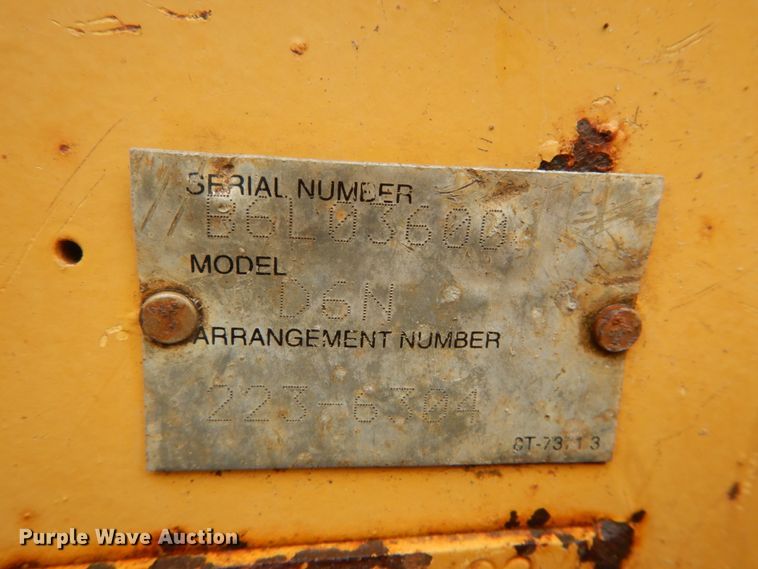 SERIAL NUMBER
B6L03600
MODEL
D6N
ARRANGEMENT NUMBER
223-6304
Purple Wave Auction